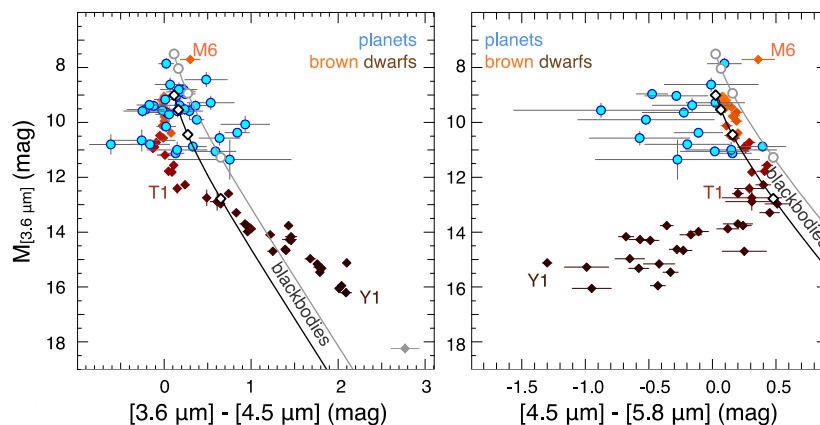 planets
brown dwarfs
M6
T1
Y1
blackbodies
8
10
12
14
16
18
M[3.6 µm] (mag)
0
1
2
3
[3.6 µm] - [4.5 µm] (mag)
planets
brown dwarfs
M6
T1
Y1
blackbodies
8
10
12
14
16
18
-1.5
-1.0
-0.5
0.0
0.5
[4.5 µm] - [5.8 µm] (mag)